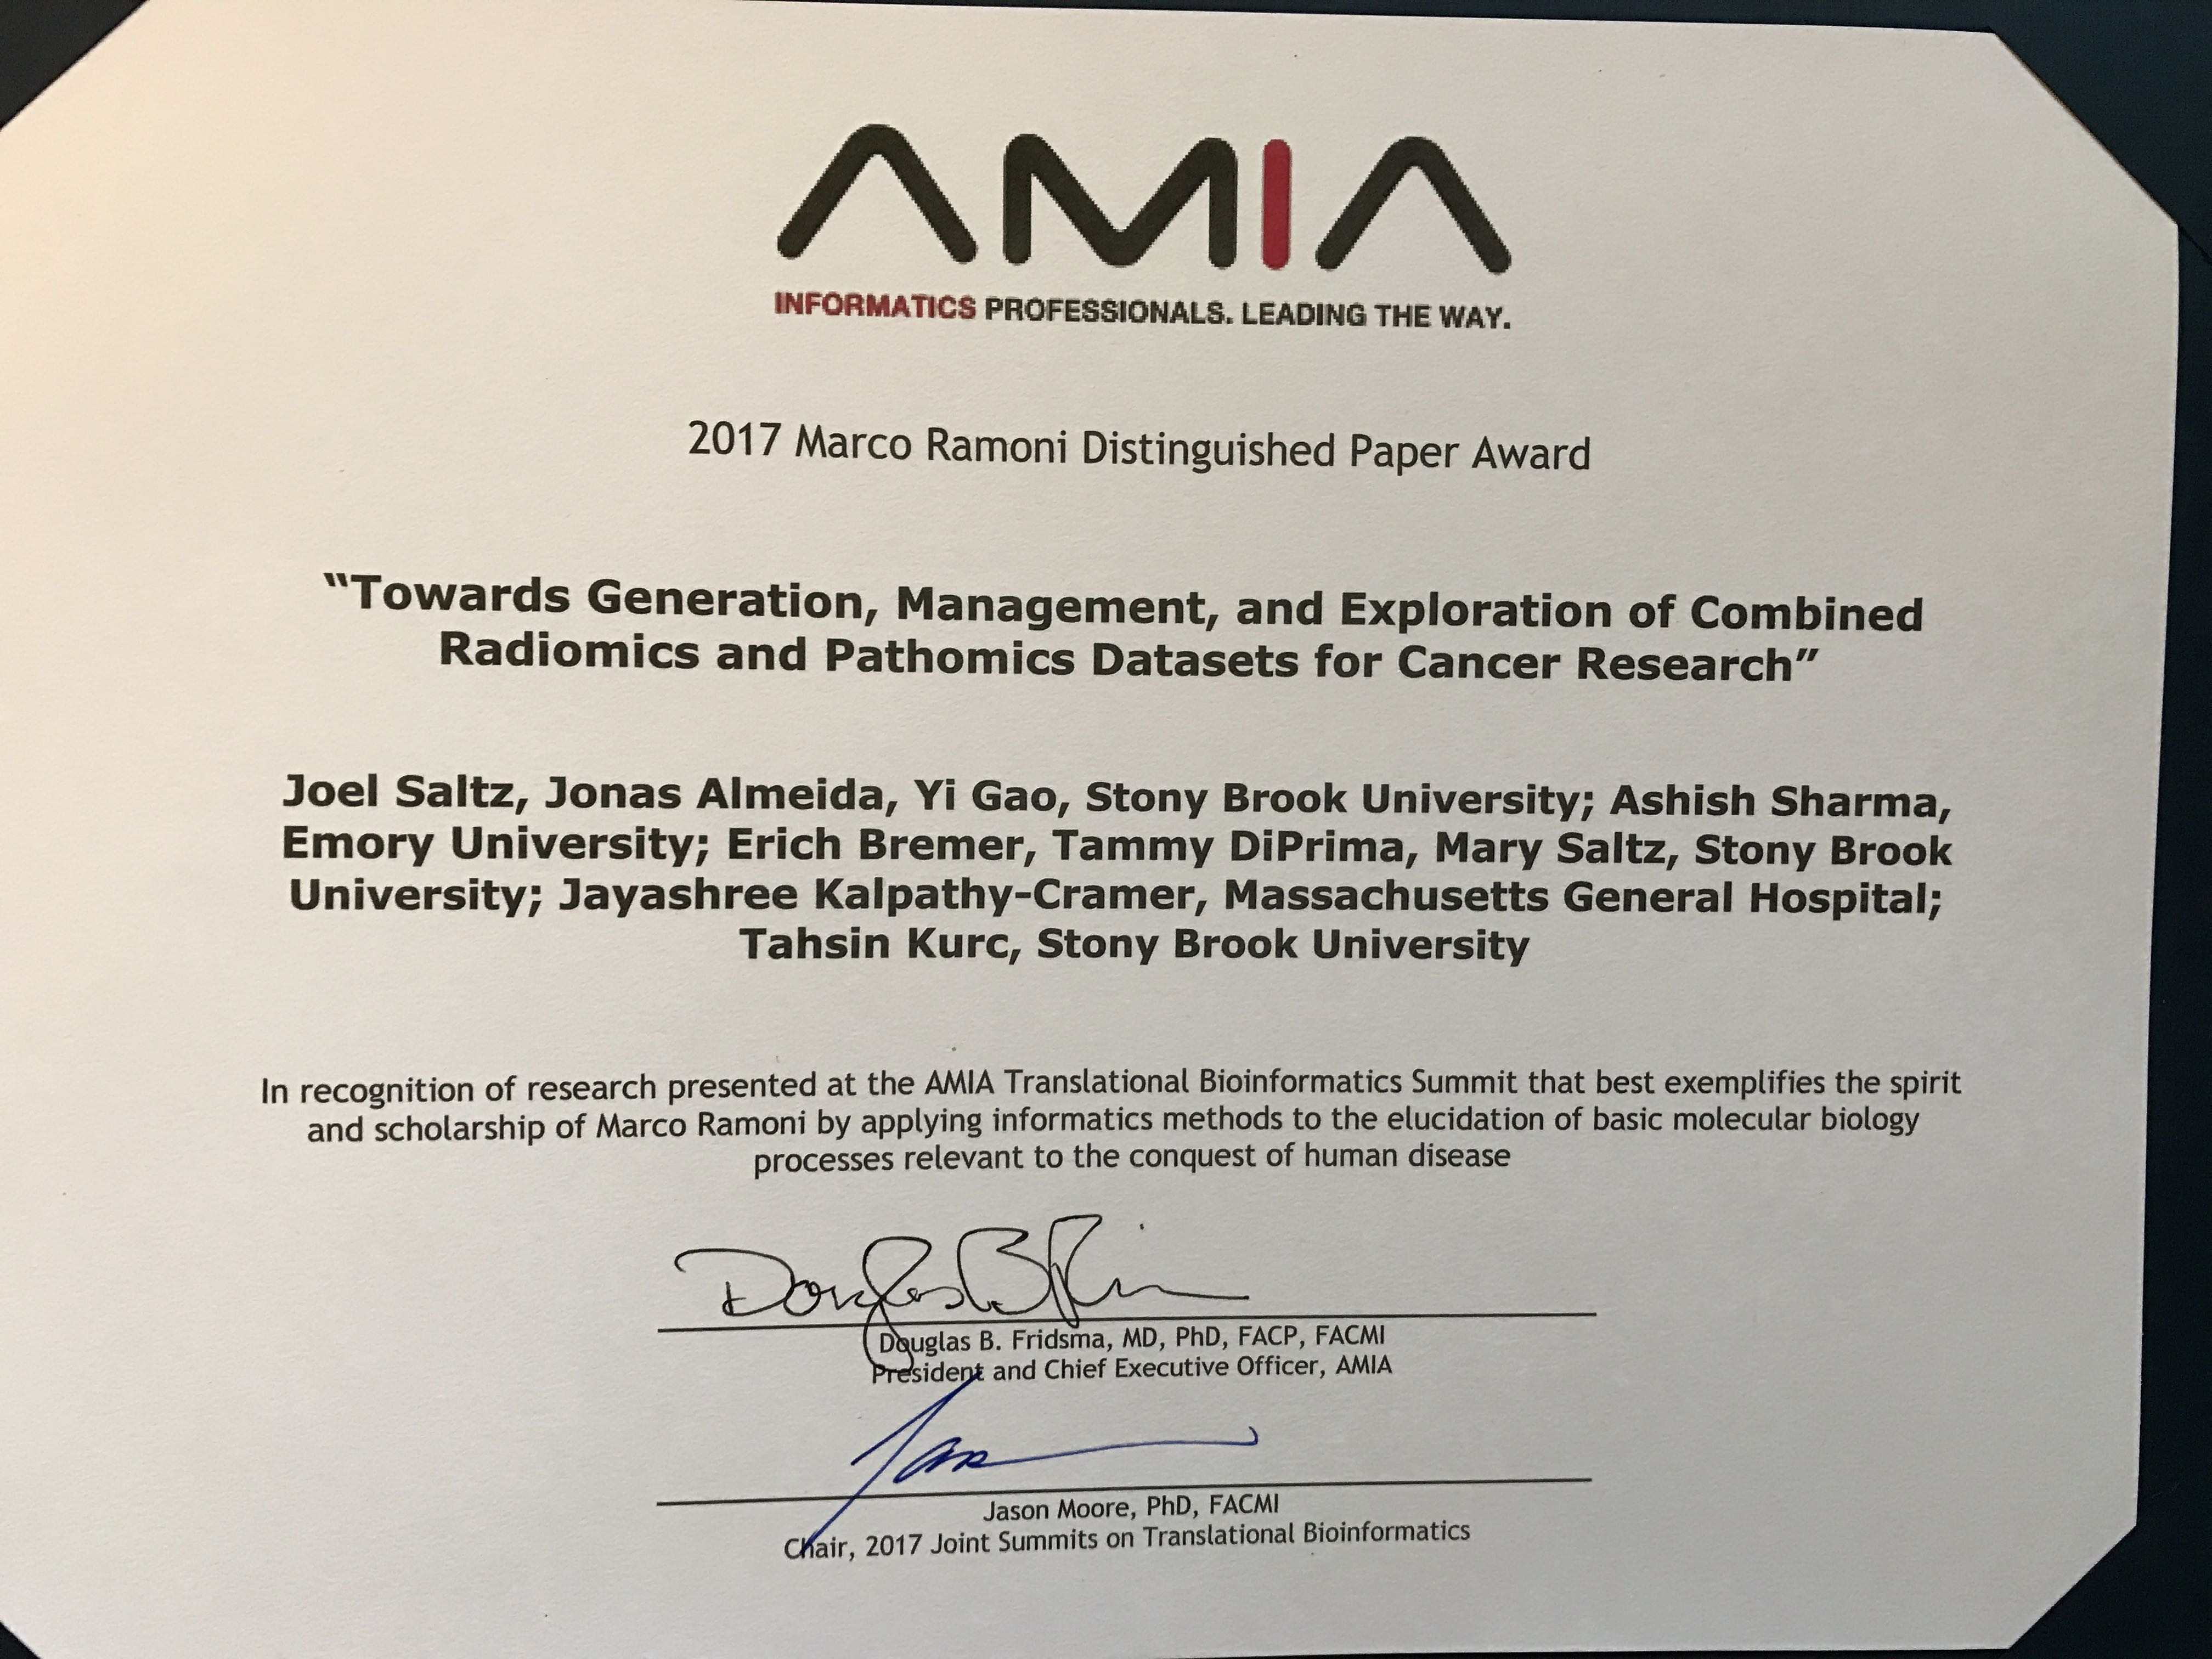 AMIA
INFORMATICS PROFESSIONALS. LEADING THE WAY.
2017 Marco Ramoni Distinguished Paper Award
“Towards Generation, Management, and Exploration of Combined
Radiomics and Pathomics Datasets for Cancer Research”
Joel Saltz, Jonas Almeida, Yi Gao, Stony Brook University; Ashish Sharma,
Emory University; Erich Bremer, Tammy DiPrima, Mary Saltz, Stony Brook
University; Jayashree Kalpathy-Cramer, Massachusetts General Hospital;
Tahsin Kurc, Stony Brook University
In recognition of research presented at the AMIA Translational Bioinformatics Summit that best exemplifies the spirit
and scholarship of Marco Ramoni by applying informatics methods to the elucidation of basic molecular biology
processes relevant to the conquest of human disease
Douglas B. Fridsma, MD, PhD, FACP, FACMI
President and Chief Executive Officer, AMIA
Jason Moore, PhD, FACMI
Chair, 2017 Joint Summits on Translational Bioinformatics